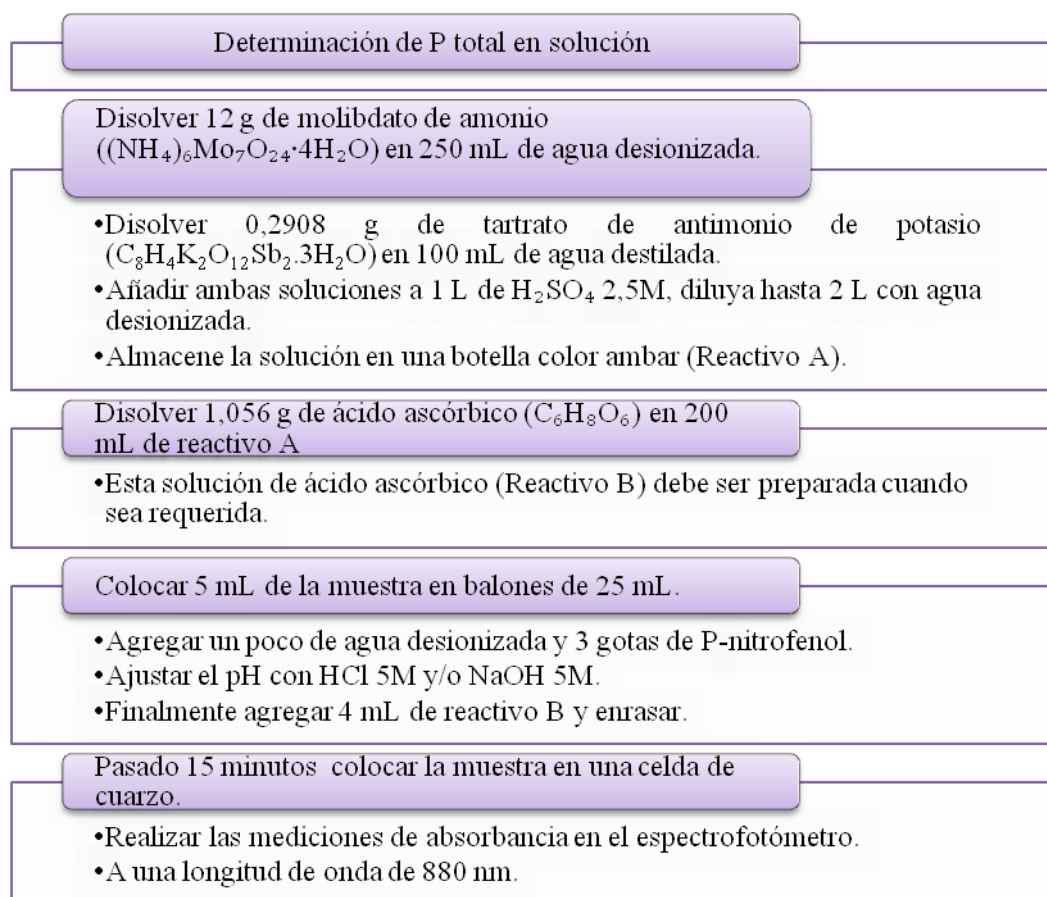 Determinación de P total en solución
Disolver 12 g de molibdato de amonio
((NH₄)₆Mo₇O₂₄·4H₂O) en 250 mL de agua desionizada.
•Disolver 0,2908 g de tartrato de antimonio de potasio
(C₈H₄K₂O₁₂Sb₂.3H₂O) en 100 mL de agua destilada.
•Añadir ambas soluciones a 1 L de H₂SO₄ 2,5M, diluya hasta 2 L con agua
desionizada.
•Almacene la solución en una botella color ambar (Reactivo A).
Disolver 1,056 g de ácido ascórbico (C₆H₈O₆) en 200
mL de reactivo A
•Esta solución de ácido ascórbico (Reactivo B) debe ser preparada cuando
sea requerida.
Colocar 5 mL de la muestra en balones de 25 mL.
•Agregar un poco de agua desionizada y 3 gotas de P-nitrofenol.
•Ajustar el pH con HCl 5M y/o NaOH 5M.
•Finalmente agregar 4 mL de reactivo B y enrasar.
Pasado 15 minutos colocar la muestra en una celda de
cuarzo.
•Realizar las mediciones de absorbancia en el espectrofotómetro.
•A una longitud de onda de 880 nm.